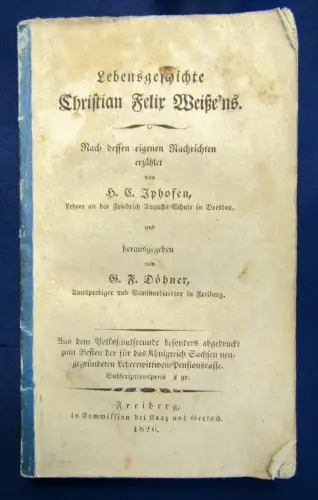 Lebensgeschichte
Christian Felix Weiße'ns.
Nach dessen eigenen Nachrichten
erzählet
von
H. E. Iphofen,
Lehrer an der Friedrich Augusts-Schule in Dresden,
und
herausgegeben
von
G. F. Döhner,
Amtsprediger und Seminardirector in Freiberg.
Aus dem Volksschulfreunde besonders abgedruckt
zum Besten der für das Königreich Sachsen neu-
gegründeten Lehrerwittwen-Pensionscasse.
Subscriptionspreis 8 gr.
Freiberg,
in Commission bei Craz und Gerlach.
1826.